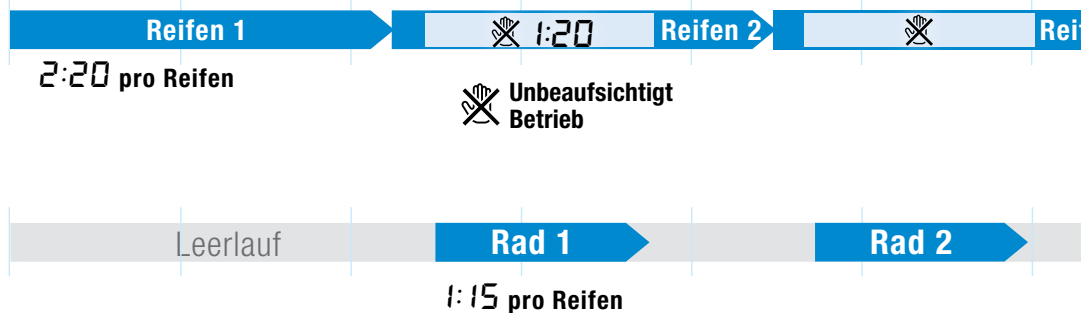 Reifen 1 1:20 Reifen 2
2:20 pro Reifen
Unbeaufsichtigt
Betrieb
Leerlauf Rad 1 Rad 2
1:15 pro Reifen